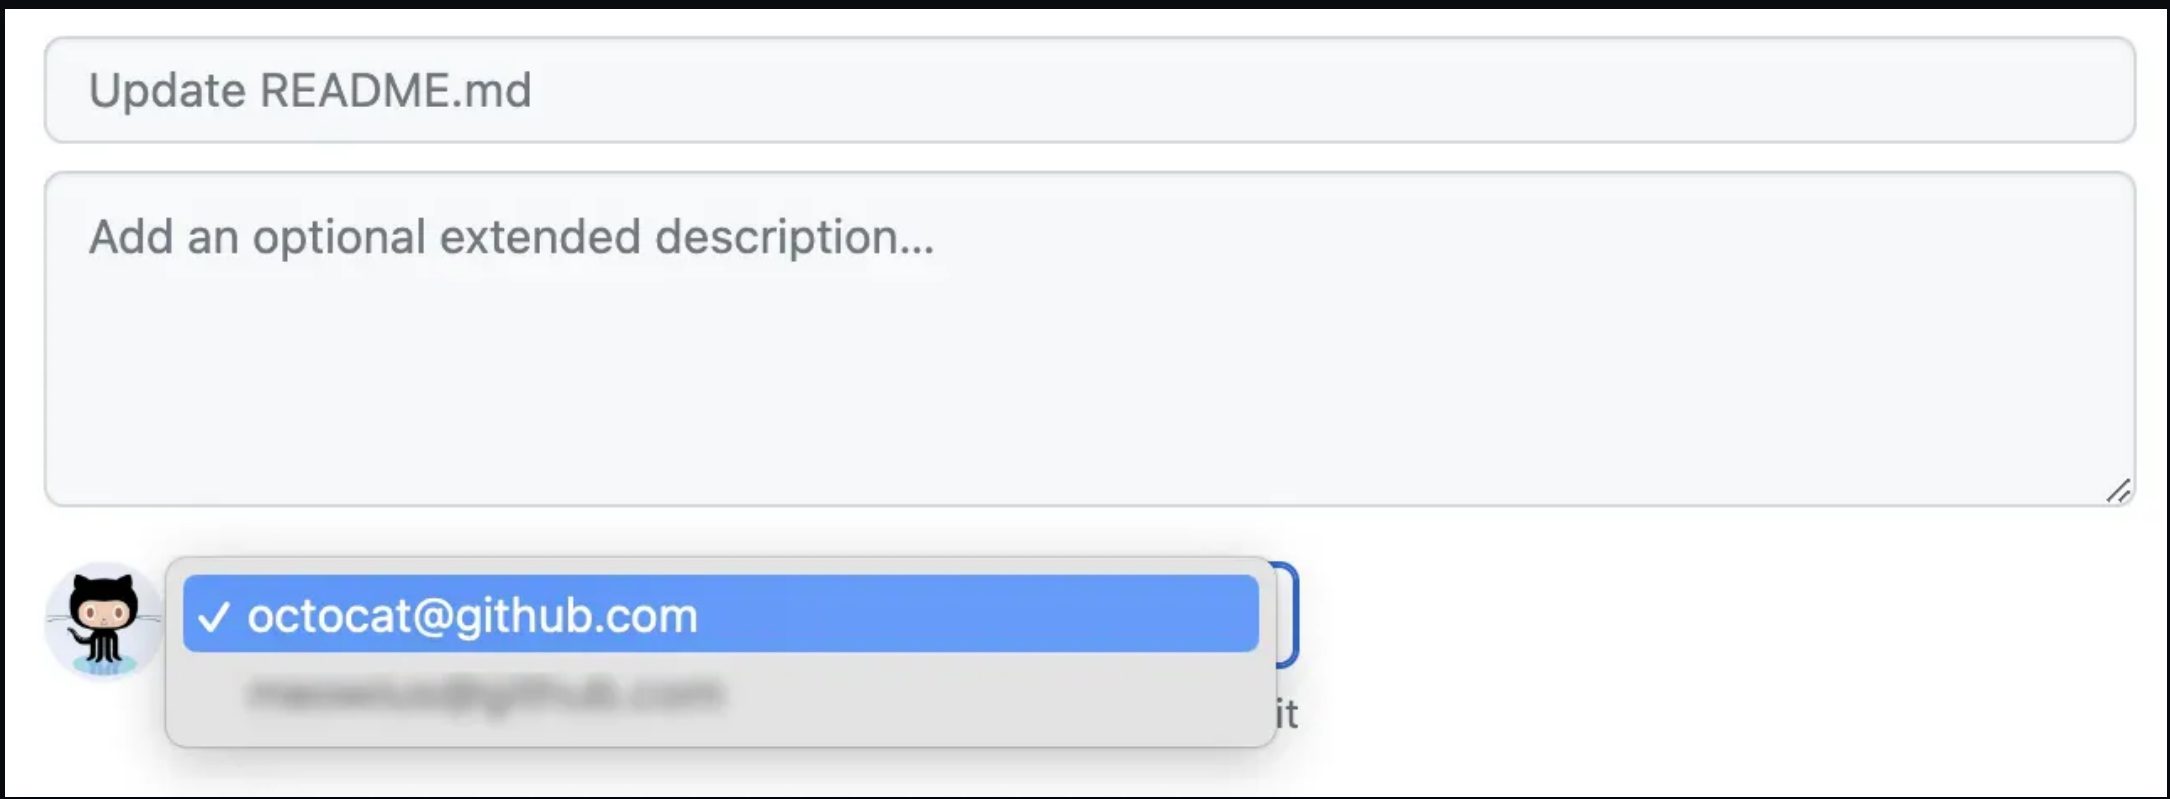 Update README.md
Add an optional extended description...
✓ octocat@github.com
it